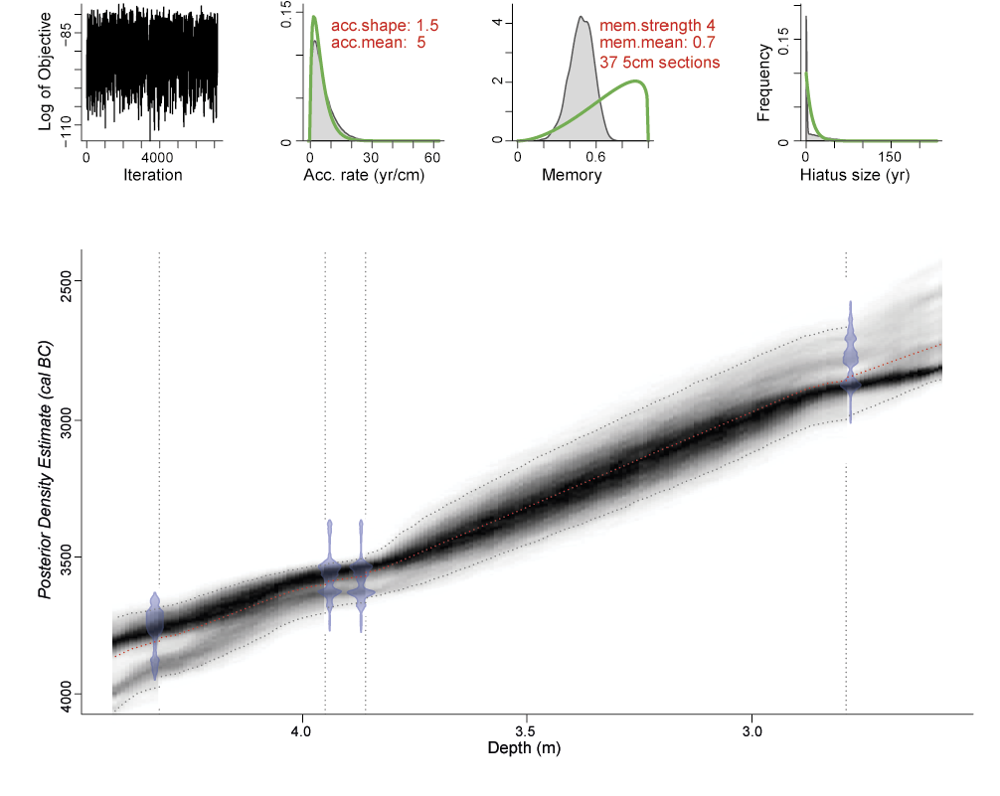 Log of Objective
−85
−110
0
4000
Iteration
0.15
0
acc.shape: 1.5
acc.mean: 5
0
30
60
Acc. rate (yr/cm)
4
2
0
mem.strength 4
mem.mean: 0.7
37 5cm sections
0
0.6
Memory
Frequency
0.15
0
0
150
Hiatus size (yr)
Posterior Density Estimate (cal BC)
2500
3000
3500
4000
4.0
3.5
3.0
Depth (m)